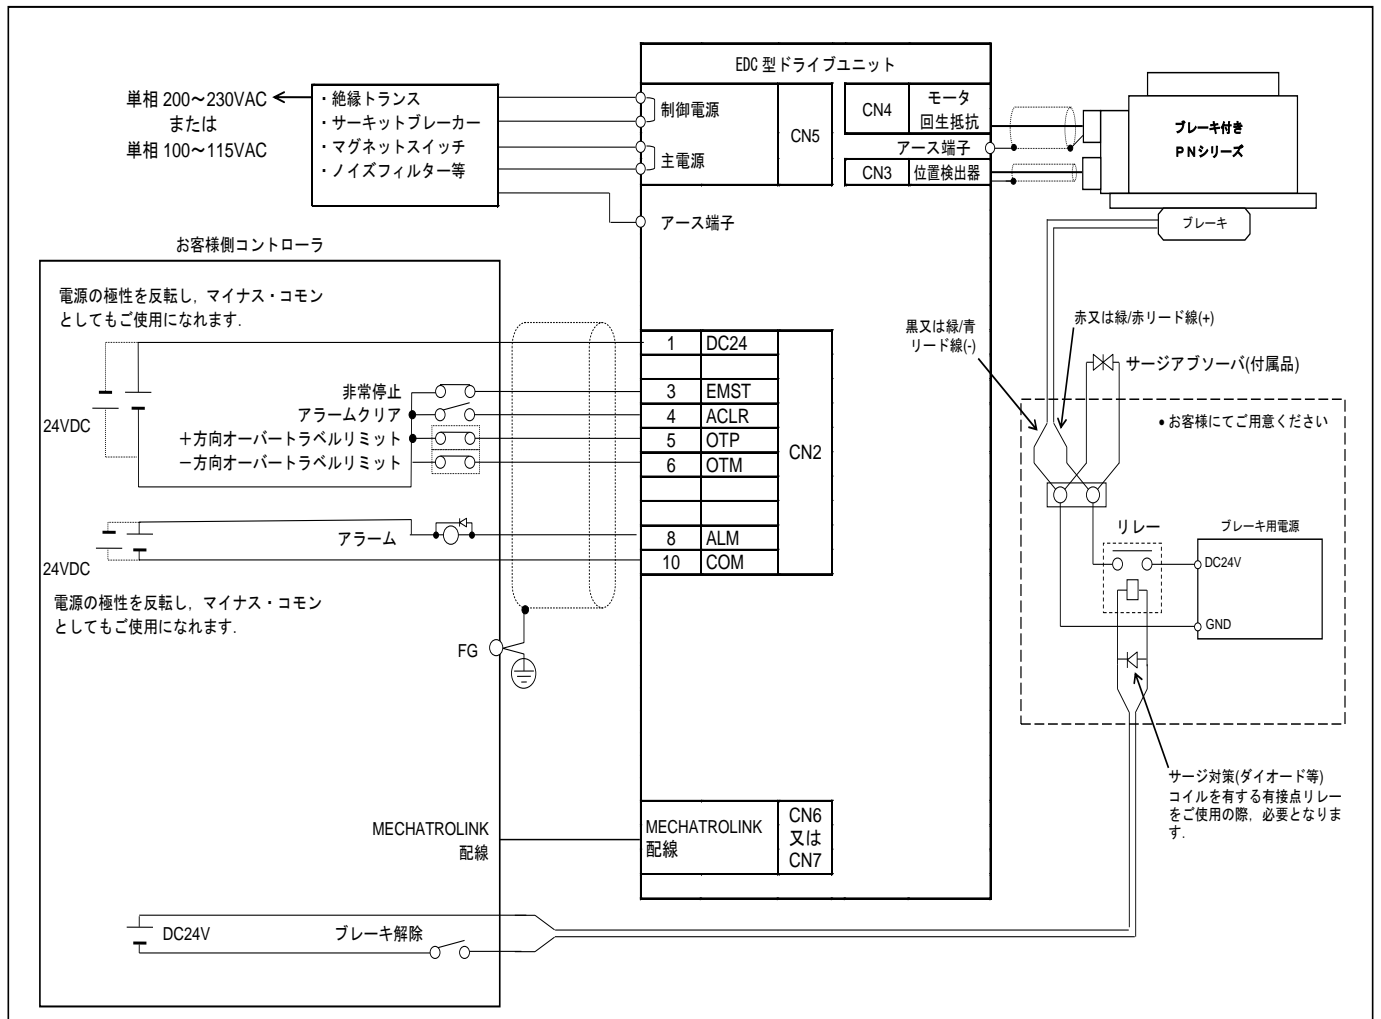 EDC 型ドライブユニット
単相 200～230VAC
または
単相 100～115VAC
・絶縁トランス
・サーキットブレーカー
・マグネットスイッチ
・ノイズフィルター等
制御電源
主電源
CN5
CN4
モータ
回生抵抗
アース端子
CN3
位置検出器
アース端子
ブレーキ付き
PNシリーズ
ブレーキ
お客様側コントローラ
電源の極性を反転し，マイナス・コモン
としてもご使用になれます．
24VDC
非常停止
アラームクリア
＋方向オーバートラベルリミット
－方向オーバートラベルリミット
アラーム
24VDC
電源の極性を反転し，マイナス・コモン
としてもご使用になれます．
FG
1 DC24
3 EMST
4 ACLR
5 OTP
6 OTM
8 ALM
10 COM
CN2
黒又は緑/青
リード線(-)
赤又は緑/赤リード線(+)
サージアブソーバ(付属品)
• お客様にてご用意ください
リレー
ブレーキ用電源
DC24V
GND
サージ対策(ダイオード等)
コイルを有する有接点リレー
をご使用の際，必要となりま
す．
MECHATROLINK
配線
MECHATROLINK
配線
CN6
又は
CN7
DC24V
ブレーキ解除